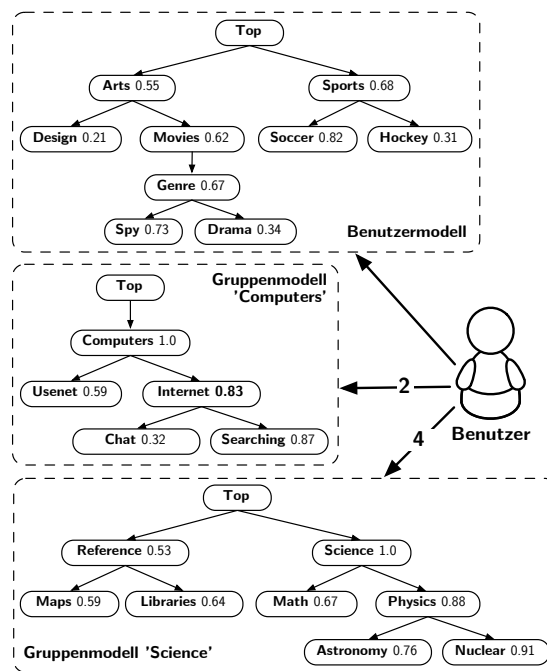 Top
Arts 0.55
Sports 0.68
Design 0.21
Movies 0.62
Soccer 0.82
Hockey 0.31
Genre 0.67
Spy 0.73
Drama 0.34
Benutzermodell
Gruppenmodell
'Computers'
Top
Computers 1.0
Usenet 0.59
Internet 0.83
Chat 0.32
Searching 0.87
2
4
Benutzer
Top
Reference 0.53
Science 1.0
Maps 0.59
Libraries 0.64
Math 0.67
Physics 0.88
Gruppenmodell 'Science'
Astronomy 0.76
Nuclear 0.91